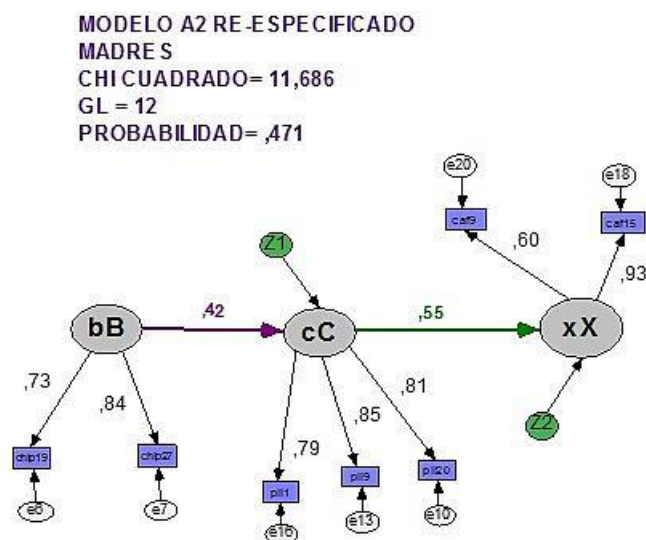 MODELO A2 RE-ESPECIFICADO
MADRES
CHI CUADRADO= 11,686
GL = 12
PROBABILIDAD= ,471
e20
e18
caf9
caf15
Z1
,60
,93
bB
,42
cC
,55
xX
,73
,84
,79
,85
,81
Z2
chip19
chip27
pll1
pll9
pll20
e6
e7
e16
e13
e10